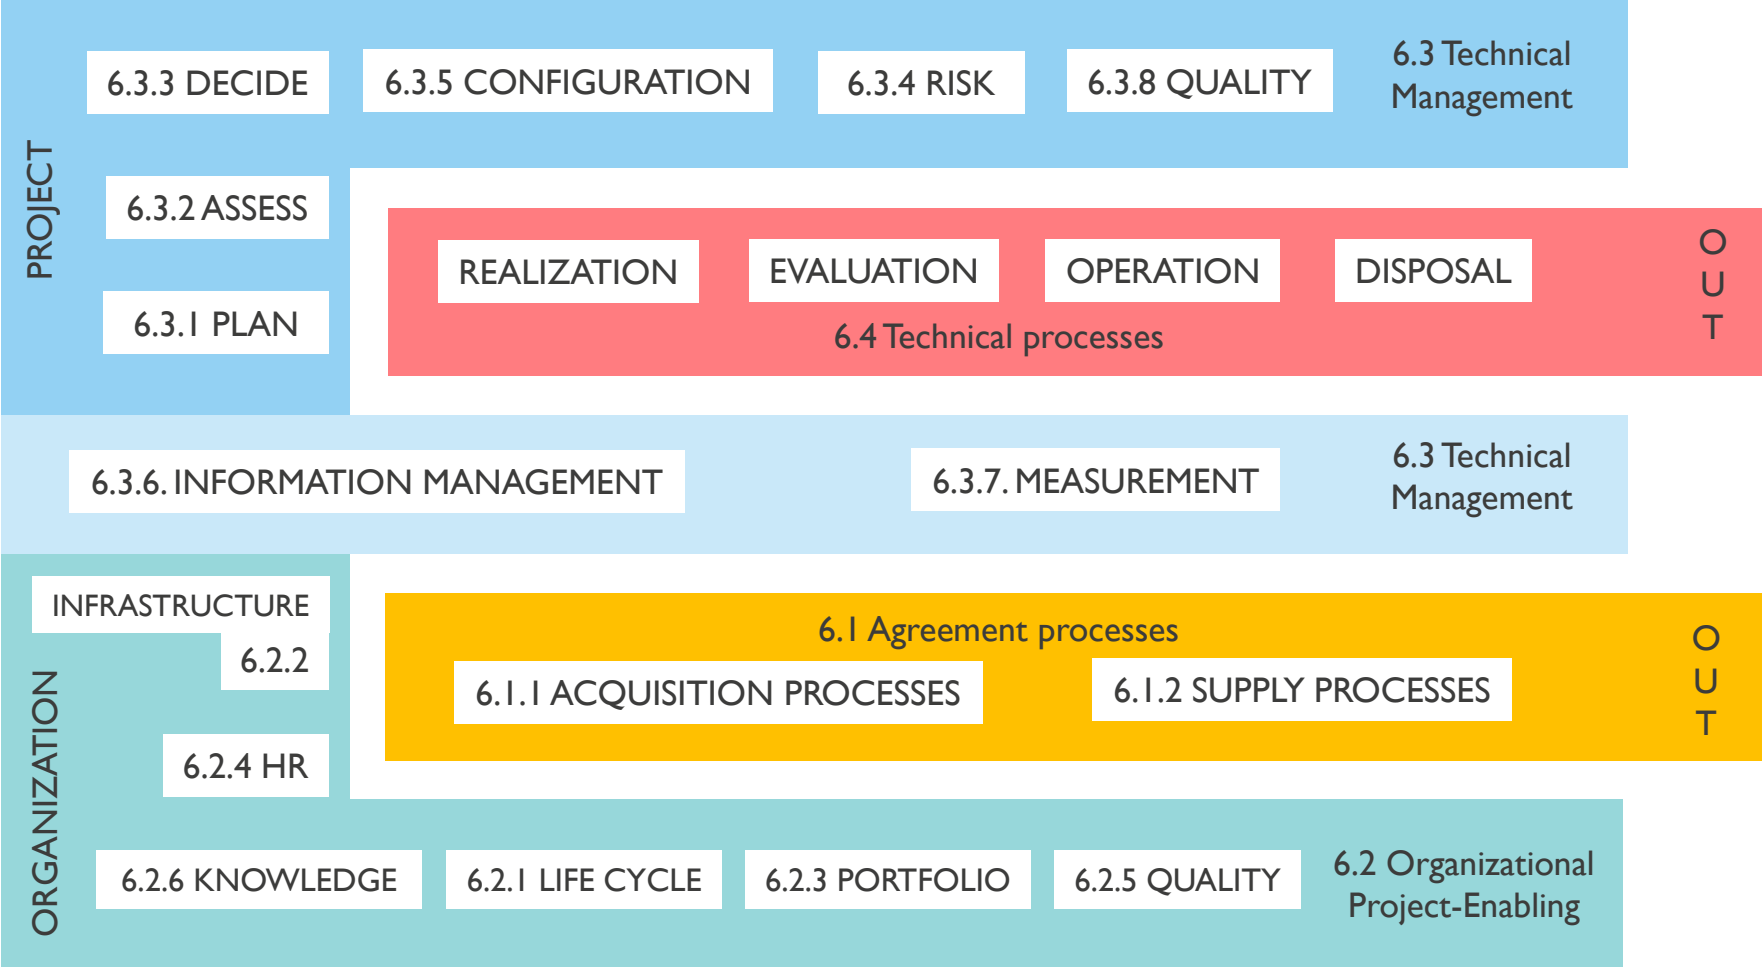 6.3.3 DECIDE
6.3.5 CONFIGURATION
6.3.4 RISK
6.3.8 QUALITY
6.3 Technical
Management
PROJECT
6.3.2 ASSESS
6.3.1 PLAN
REALIZATION
EVALUATION
OPERATION
DISPOSAL
6.4 Technical processes
O
U
T
6.3.6. INFORMATION MANAGEMENT
6.3.7. MEASUREMENT
6.3 Technical
Management
ORGANIZATION
INFRASTRUCTURE
6.2.2
6.2.4 HR
6.1 Agreement processes
6.1.1 ACQUISITION PROCESSES
6.1.2 SUPPLY PROCESSES
O
U
T
6.2.6 KNOWLEDGE
6.2.1 LIFE CYCLE
6.2.3 PORTFOLIO
6.2.5 QUALITY
6.2 Organizational
Project-Enabling